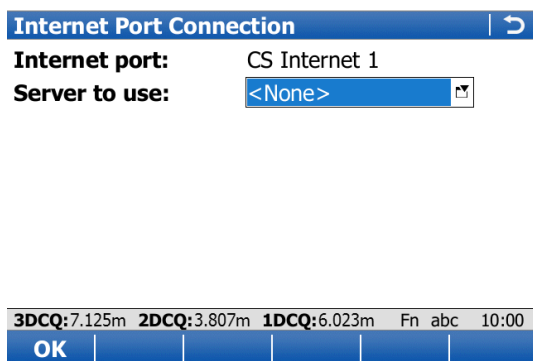 Internet Port Connection
Internet port: CS Internet 1
Server to use: <None>
3DCQ:7.125m 2DCQ:3.807m 1DCQ:6.023m Fn abc 10:00
OK